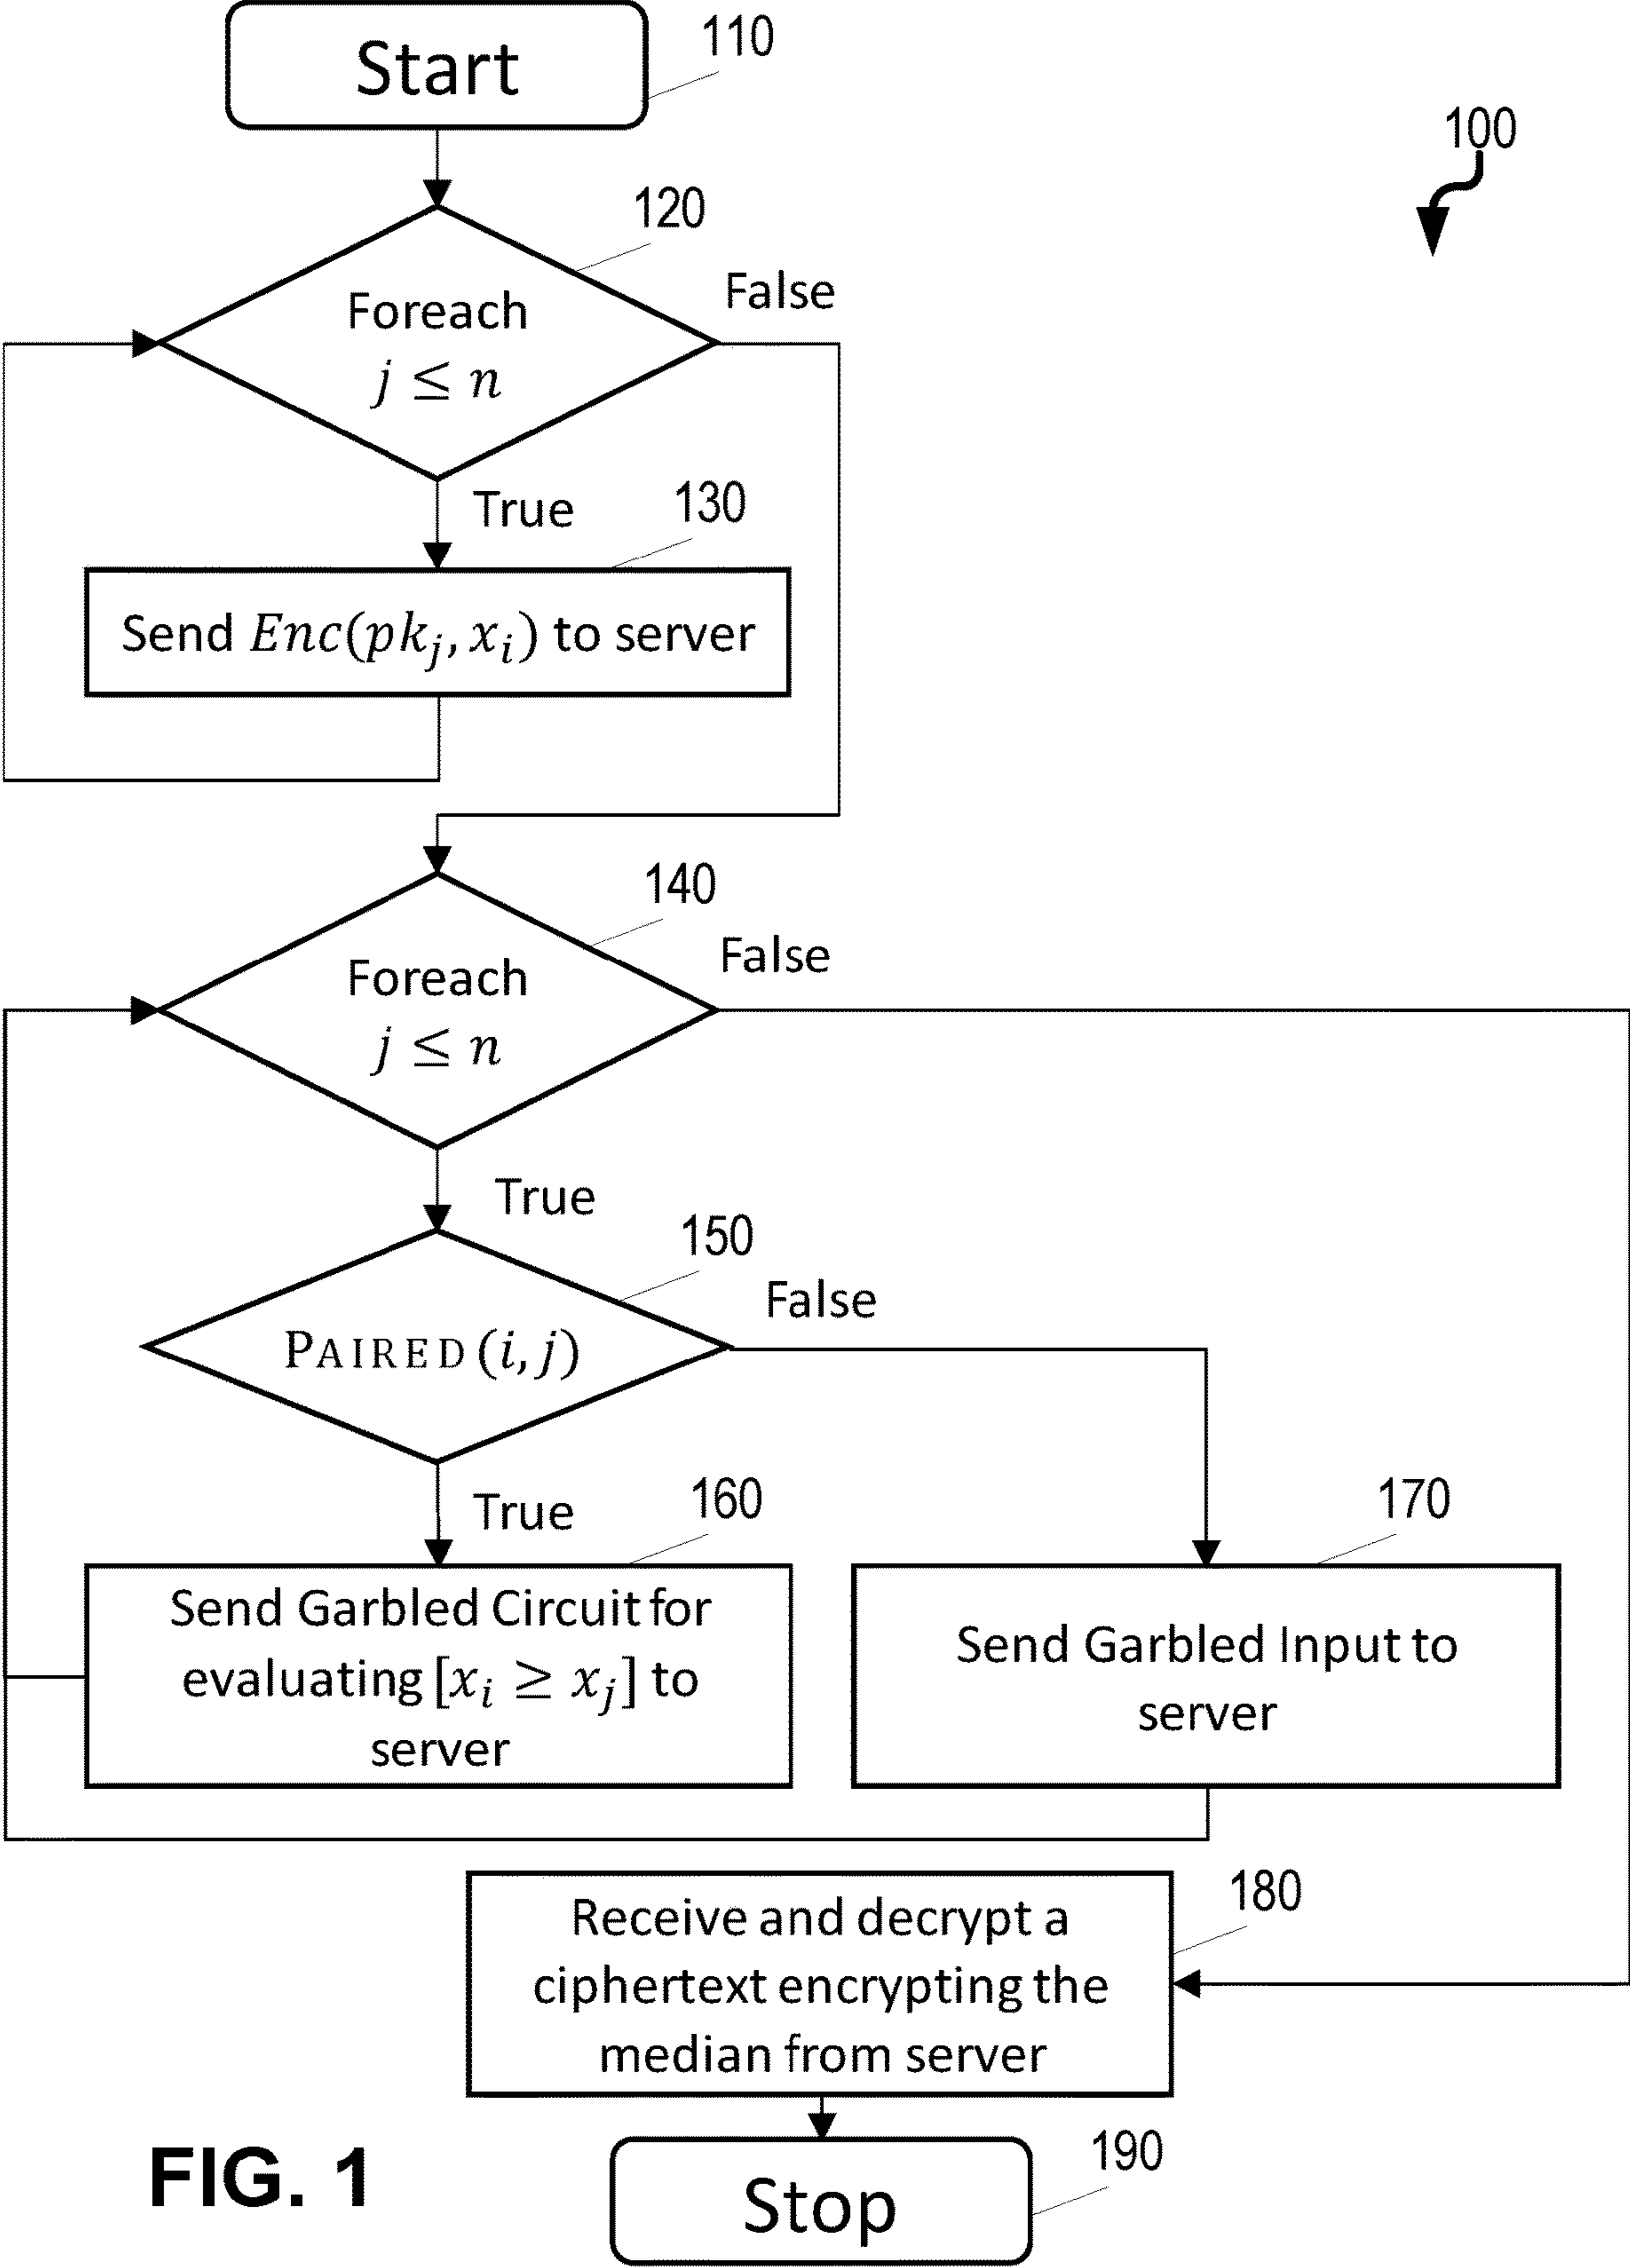 Start
110
100
120
False
Foreach
j ≤ n
True
130
Send Enc(pk_j, x_i) to server
140
False
Foreach
j ≤ n
True
150
False
PAIRED(i, j)
True
160
170
Send Garbled Circuit for
evaluating [x_i ≥ x_j] to
server
Send Garbled Input to
server
180
Receive and decrypt a
ciphertext encrypting the
median from server
190
Stop
FIG. 1